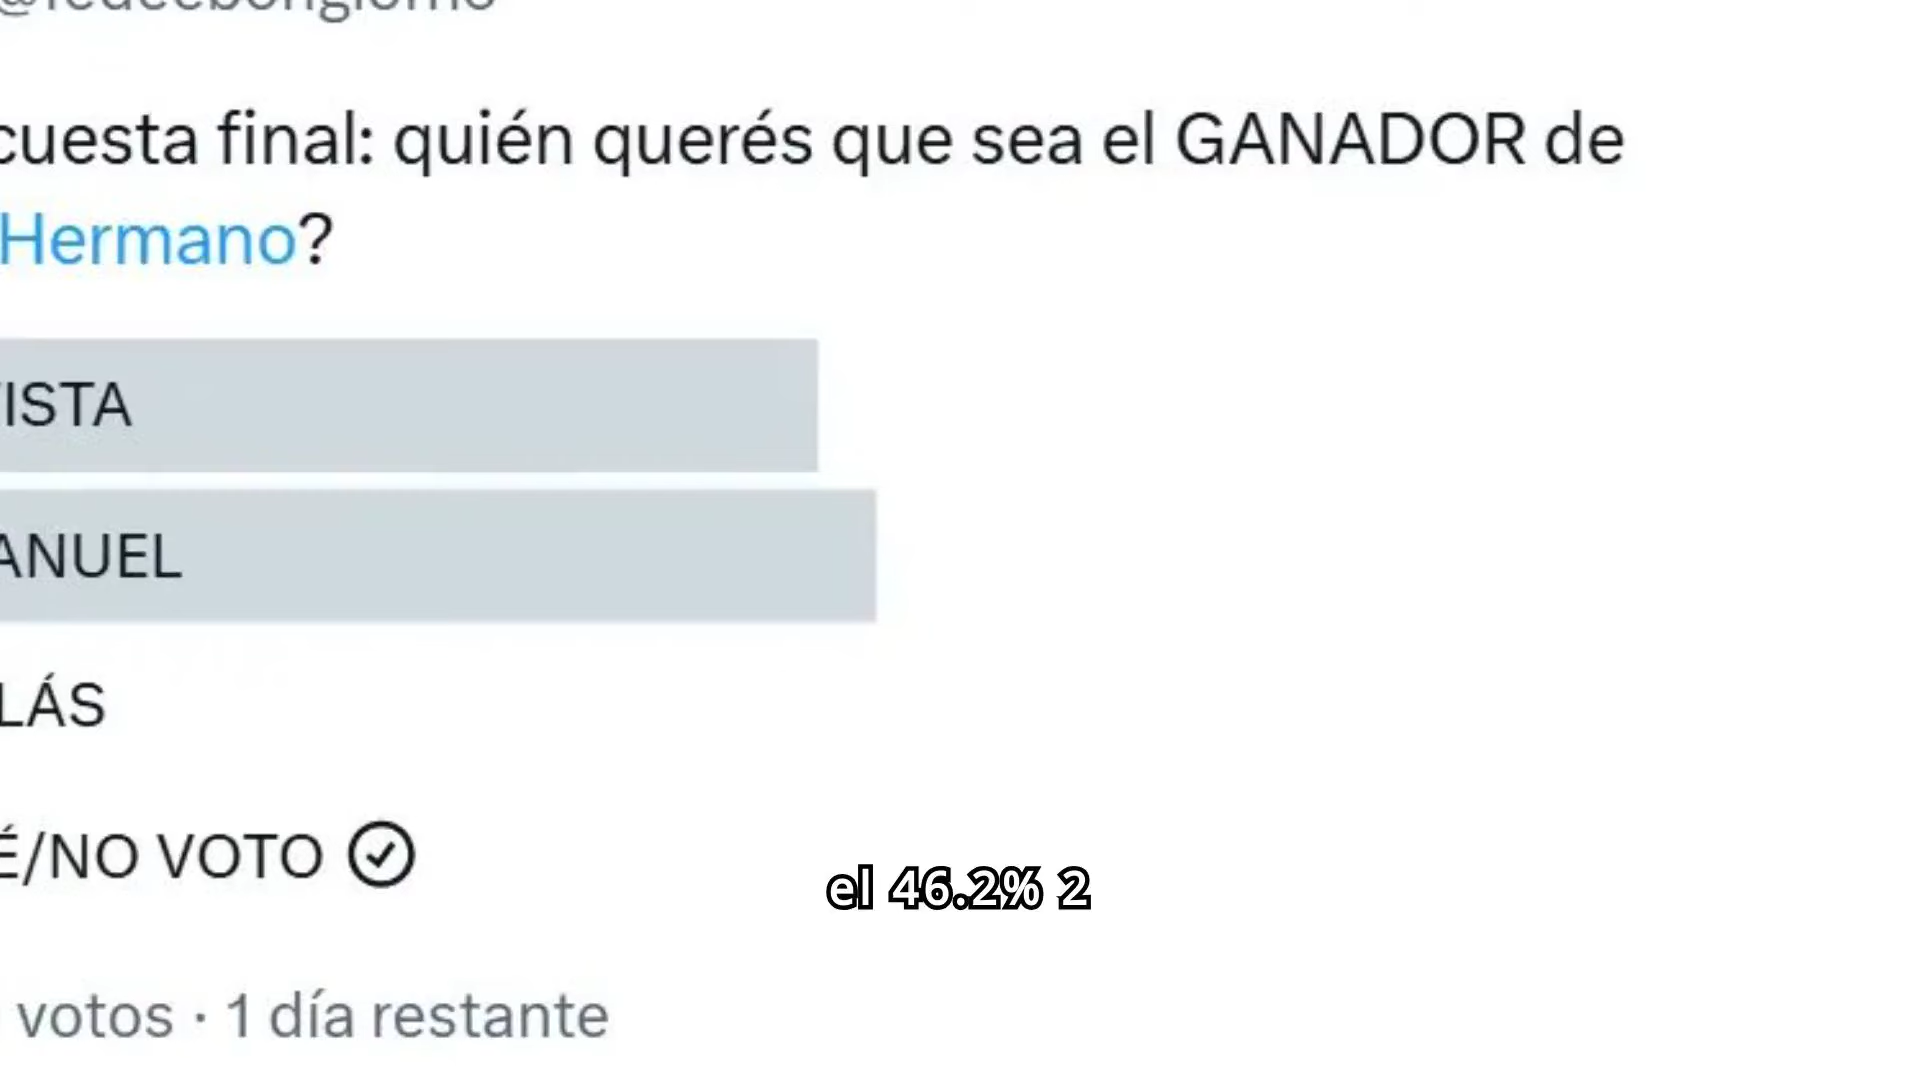 cuesta final: quién querés que sea el GANADOR de
Hermano?
ISTA
ANUEL
LÁS
É/NO VOTO
el 46.2% 2
votos · 1 día restante